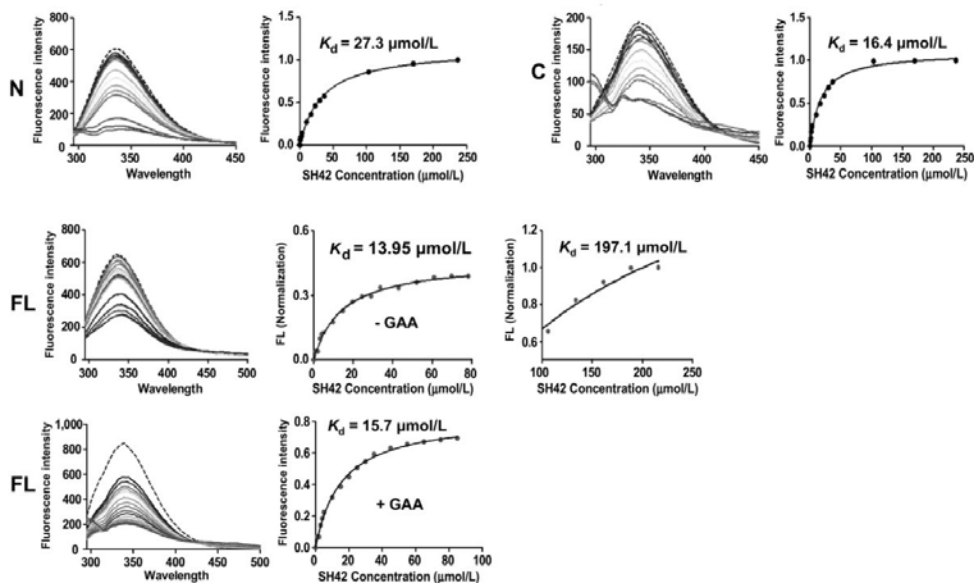 N
Fluorescence intensity
800
600
400
200
0
300
350
400
450
Wavelength
Fluorescence intensity
1.5
1.0
0.5
0.0
Kd = 27.3 μmol/L
0
50
100
150
200
250
SH42 Concentration (μmol/L)
C
Fluorescence intensity
200
150
100
50
0
300
350
400
450
Wavelength
Fluorescence intensity
1.5
1.0
0.5
0.0
Kd = 16.4 μmol/L
0
50
100
150
200
250
SH42 Concentration (μmol/L)
FL
Fluorescence intensity
800
600
400
200
0
300
350
400
450
500
Wavelength
FL (Normalization)
0.6
0.3
0.0
Kd = 13.95 μmol/L
- GAA
0
20
40
60
80
SH42 Concentration (μmol/L)
FL (Normalization)
1.2
1.0
0.8
0.6
Kd = 197.1 μmol/L
100
150
200
250
SH42 Concentration (μmol/L)
FL
Fluorescence intensity
1,000
800
600
400
200
0
300
350
400
450
500
Wavelength
Fluorescence intensity
0.8
0.6
0.4
0.2
0.0
Kd = 15.7 μmol/L
+ GAA
0
20
40
60
80
100
SH42 Concentration (μmol/L)